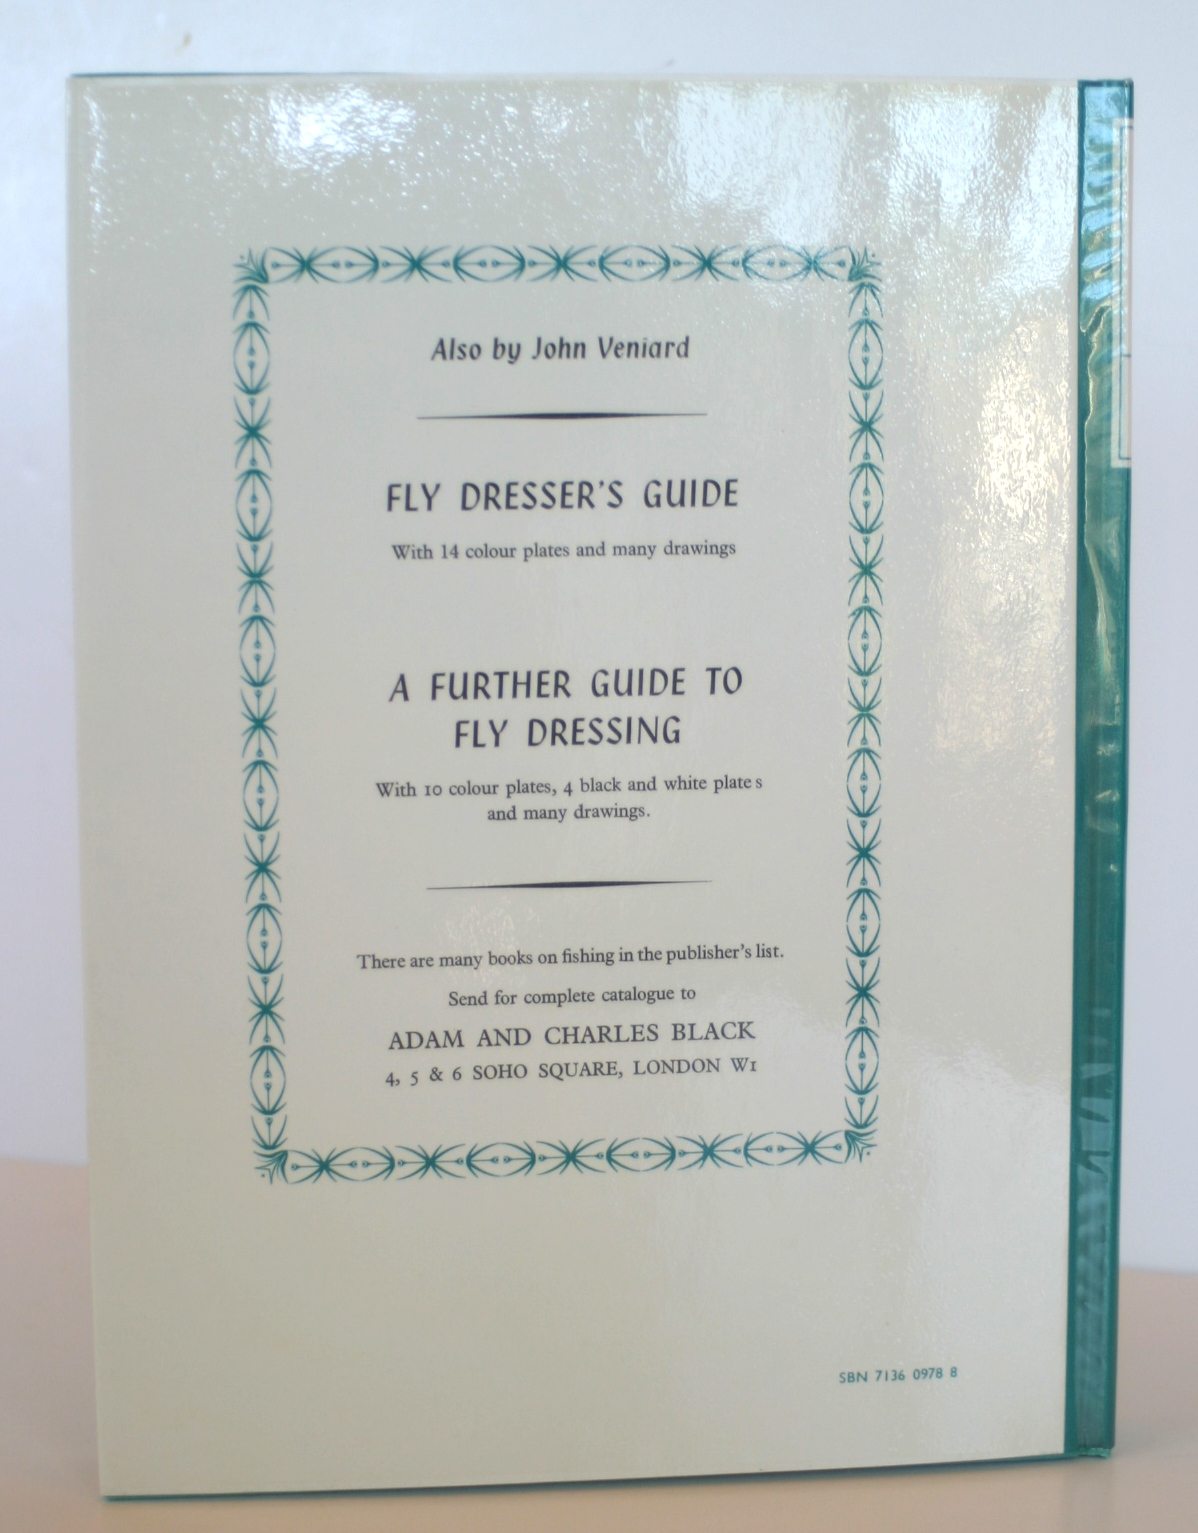 Also by John Veniard
FLY DRESSER'S GUIDE
With 14 colour plates and many drawings
A FURTHER GUIDE TO
FLY DRESSING
With 10 colour plates, 4 black and white plates
and many drawings.
There are many books on fishing in the publisher's list.
Send for complete catalogue to
ADAM AND CHARLES BLACK
4, 5 & 6 SOHO SQUARE, LONDON W1
SBN 7136 0978 8